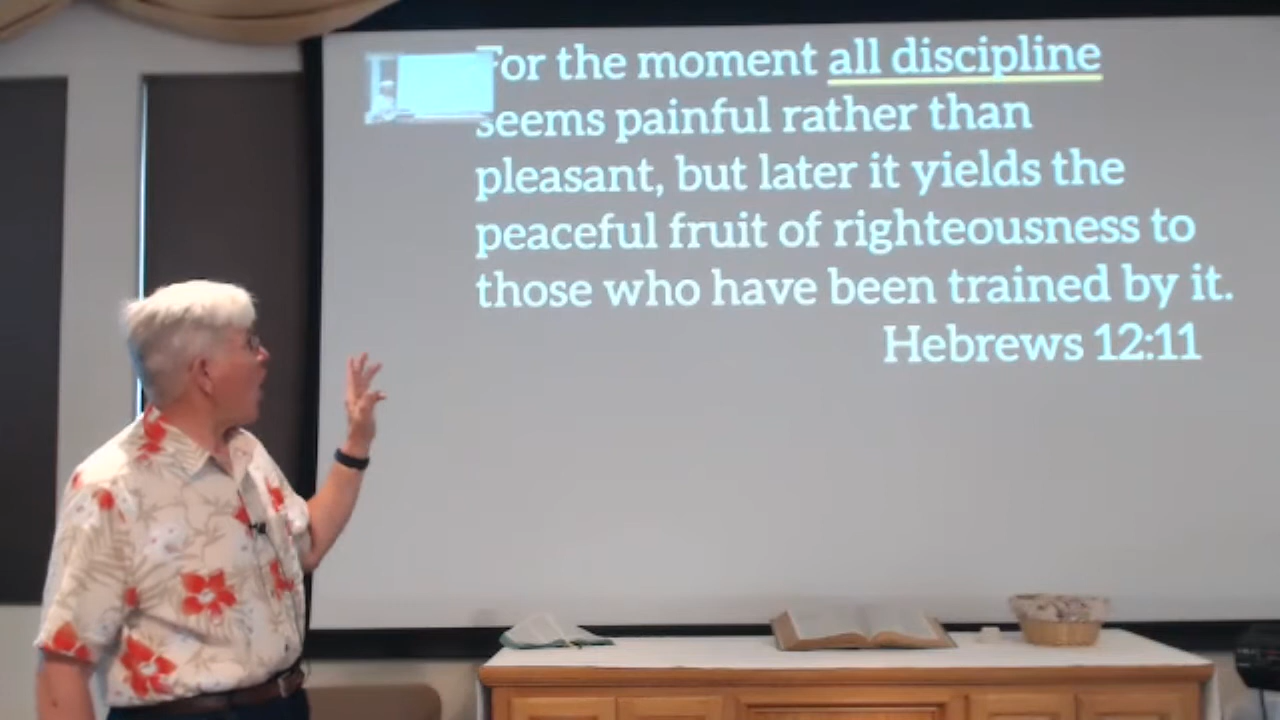 For the moment all discipline
seems painful rather than
pleasant, but later it yields the
peaceful fruit of righteousness to
those who have been trained by it.
Hebrews 12:11